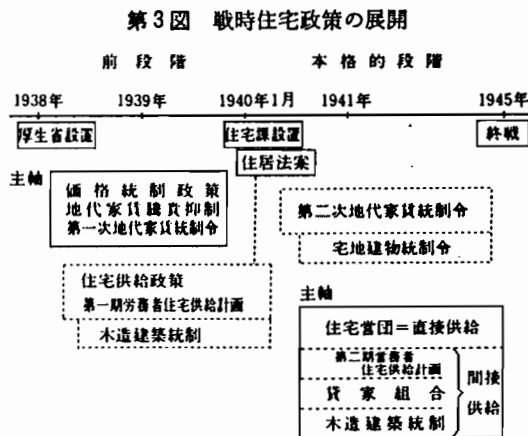 第3図 戦時住宅政策の展開
前段階 本格的段階
1938年 1939年 1940年1月 1941年 1945年
厚生省設置 住宅課設置 終戦
住居法案
主軸
価格統制政策
地代家賃騰貴抑制
第一次地代家賃統制令
第二次地代家賃統制令
宅地建物統制令
住宅供給政策
第一期労務者住宅供給計画
木造建築統制
主軸
住宅営団=直接供給
第二期労務者
住宅供給計画
貸家組合
木造建築統制
間接
供給